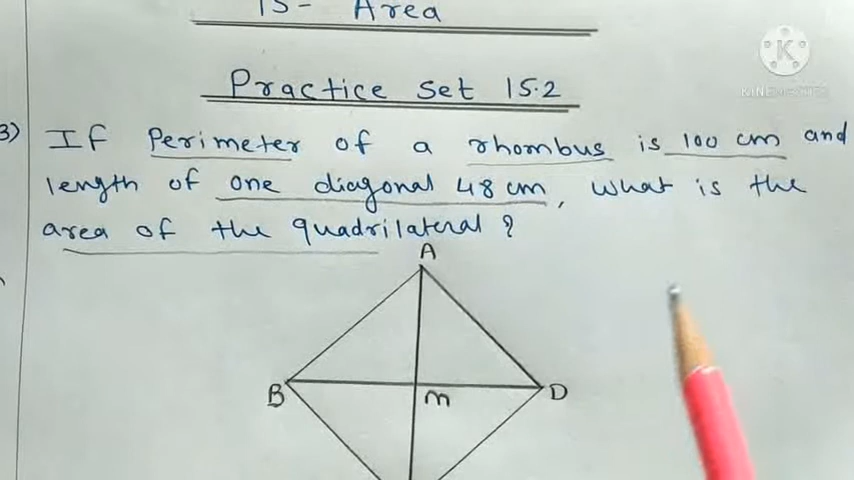 15- Area
Practice Set 15.2
3) If Perimeter of a rhombus is 100 cm and
length of one diagonal 48 cm, what is the
area of the quadrilateral ?
A
B
m
D
K
KINEMASTER